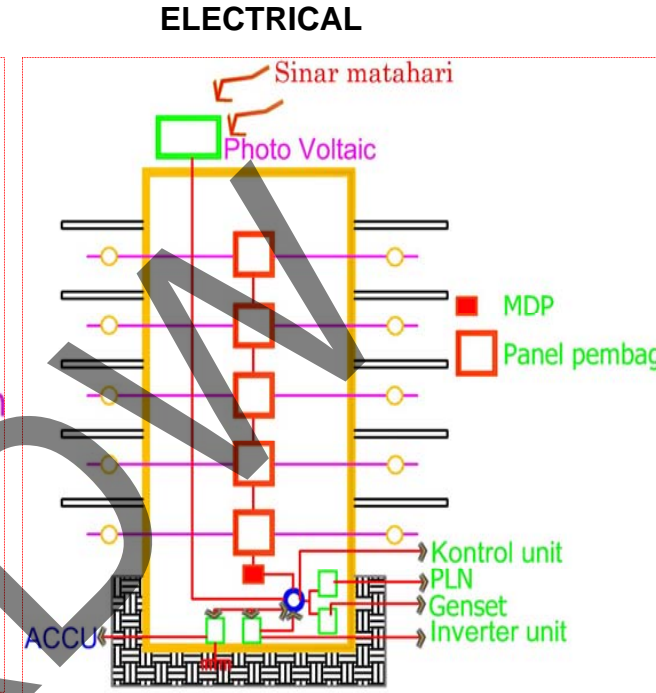 ELECTRICAL
Sinar matahari
Photo Voltaic
MDP
Panel pembag
Kontrol unit
PLN
Genset
Inverter unit
ACCU